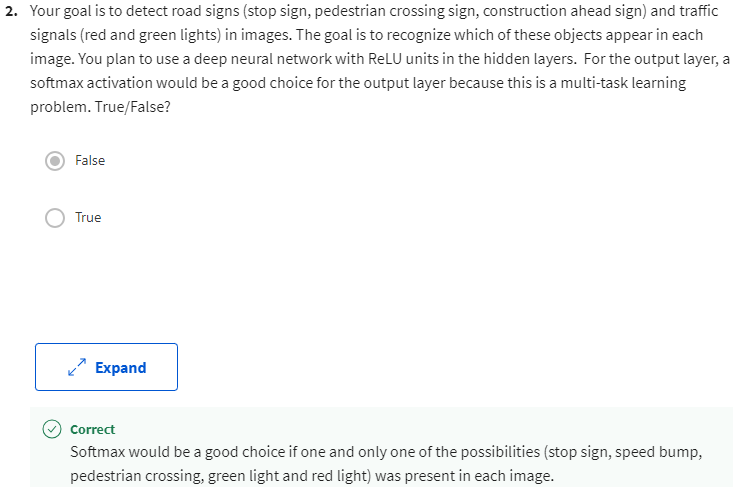 2. Your goal is to detect road signs (stop sign, pedestrian crossing sign, construction ahead sign) and traffic
signals (red and green lights) in images. The goal is to recognize which of these objects appear in each
image. You plan to use a deep neural network with ReLU units in the hidden layers. For the output layer, a
softmax activation would be a good choice for the output layer because this is a multi-task learning
problem. True/False?
False
True
Expand
Correct
Softmax would be a good choice if one and only one of the possibilities (stop sign, speed bump,
pedestrian crossing, green light and red light) was present in each image.